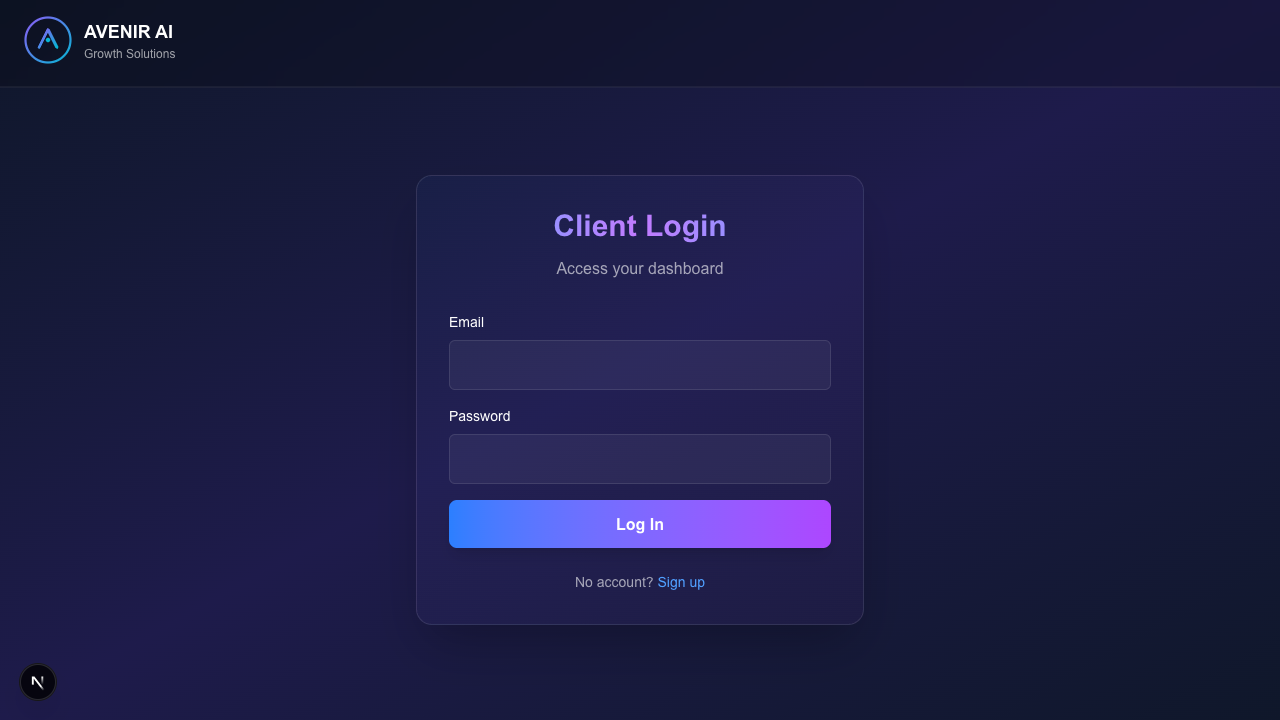 AVENIR AI
Growth Solutions
Client Login
Access your dashboard
Email
Password
Log In
No account? Sign up
N